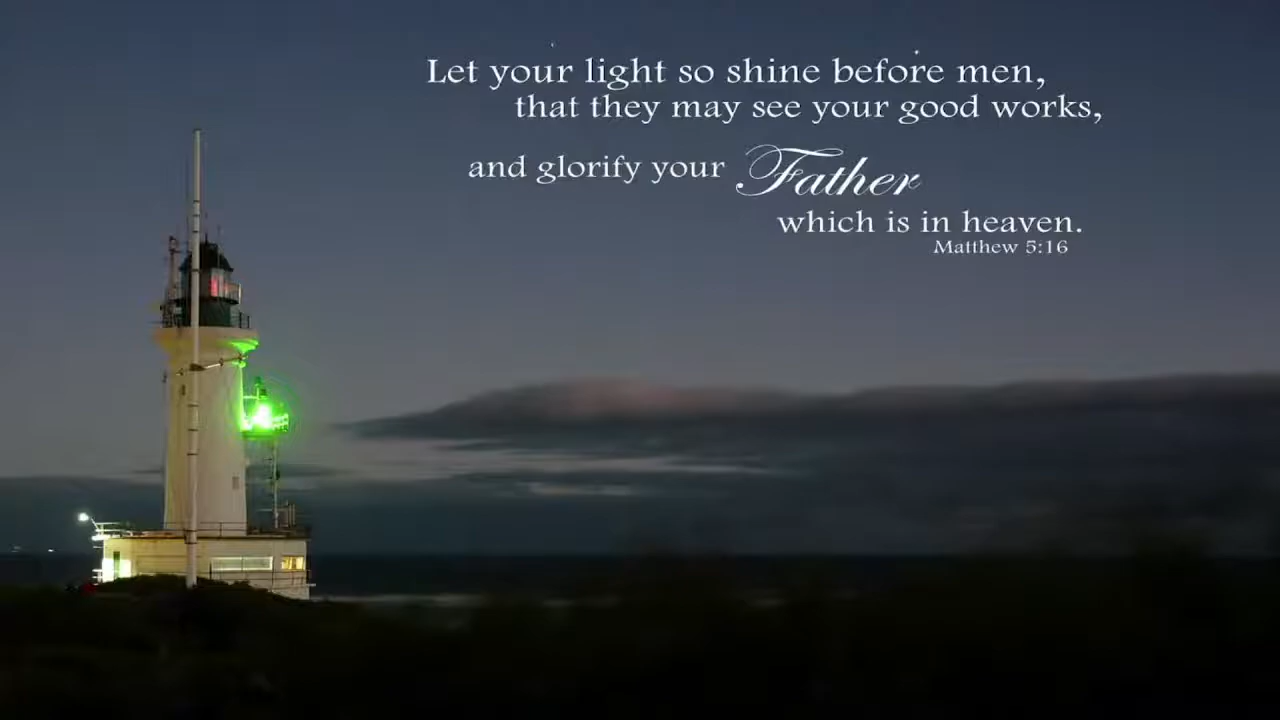 Let your light so shine before men,
that they may see your good works,
and glorify your Father
which is in heaven.
Matthew 5:16